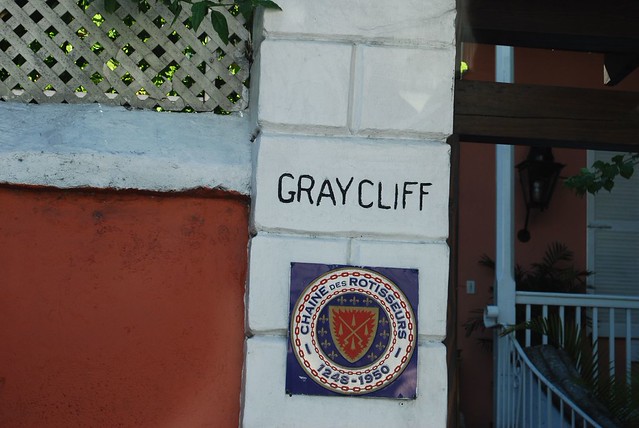 GRAYCLIFF
CHAINE DES ROTISSEURS
1248-1950